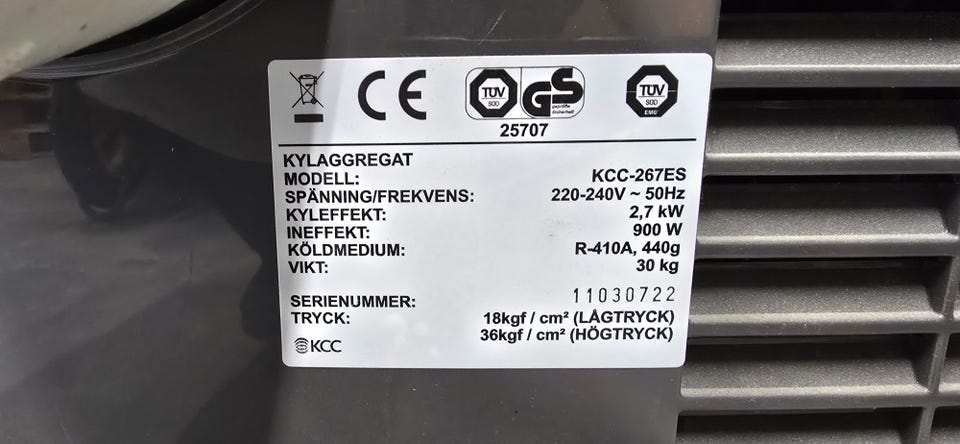 CE
TÜV
SÜD
GS
geprüfte
Sicherheit
TÜV
SÜD
EMC
25707
KYLAGGREGAT
MODELL: KCC-267ES
SPÄNNING/FREKVENS: 220-240V ~ 50Hz
KYLEFFEKT: 2,7 kW
INEFFEKT: 900 W
KÖLDMEDIUM: R-410A, 440g
VIKT: 30 kg
SERIENUMMER: 11030722
TRYCK: 18kgf / cm² (LÅGTRYCK)
36kgf / cm² (HÖGTRYCK)
KCC